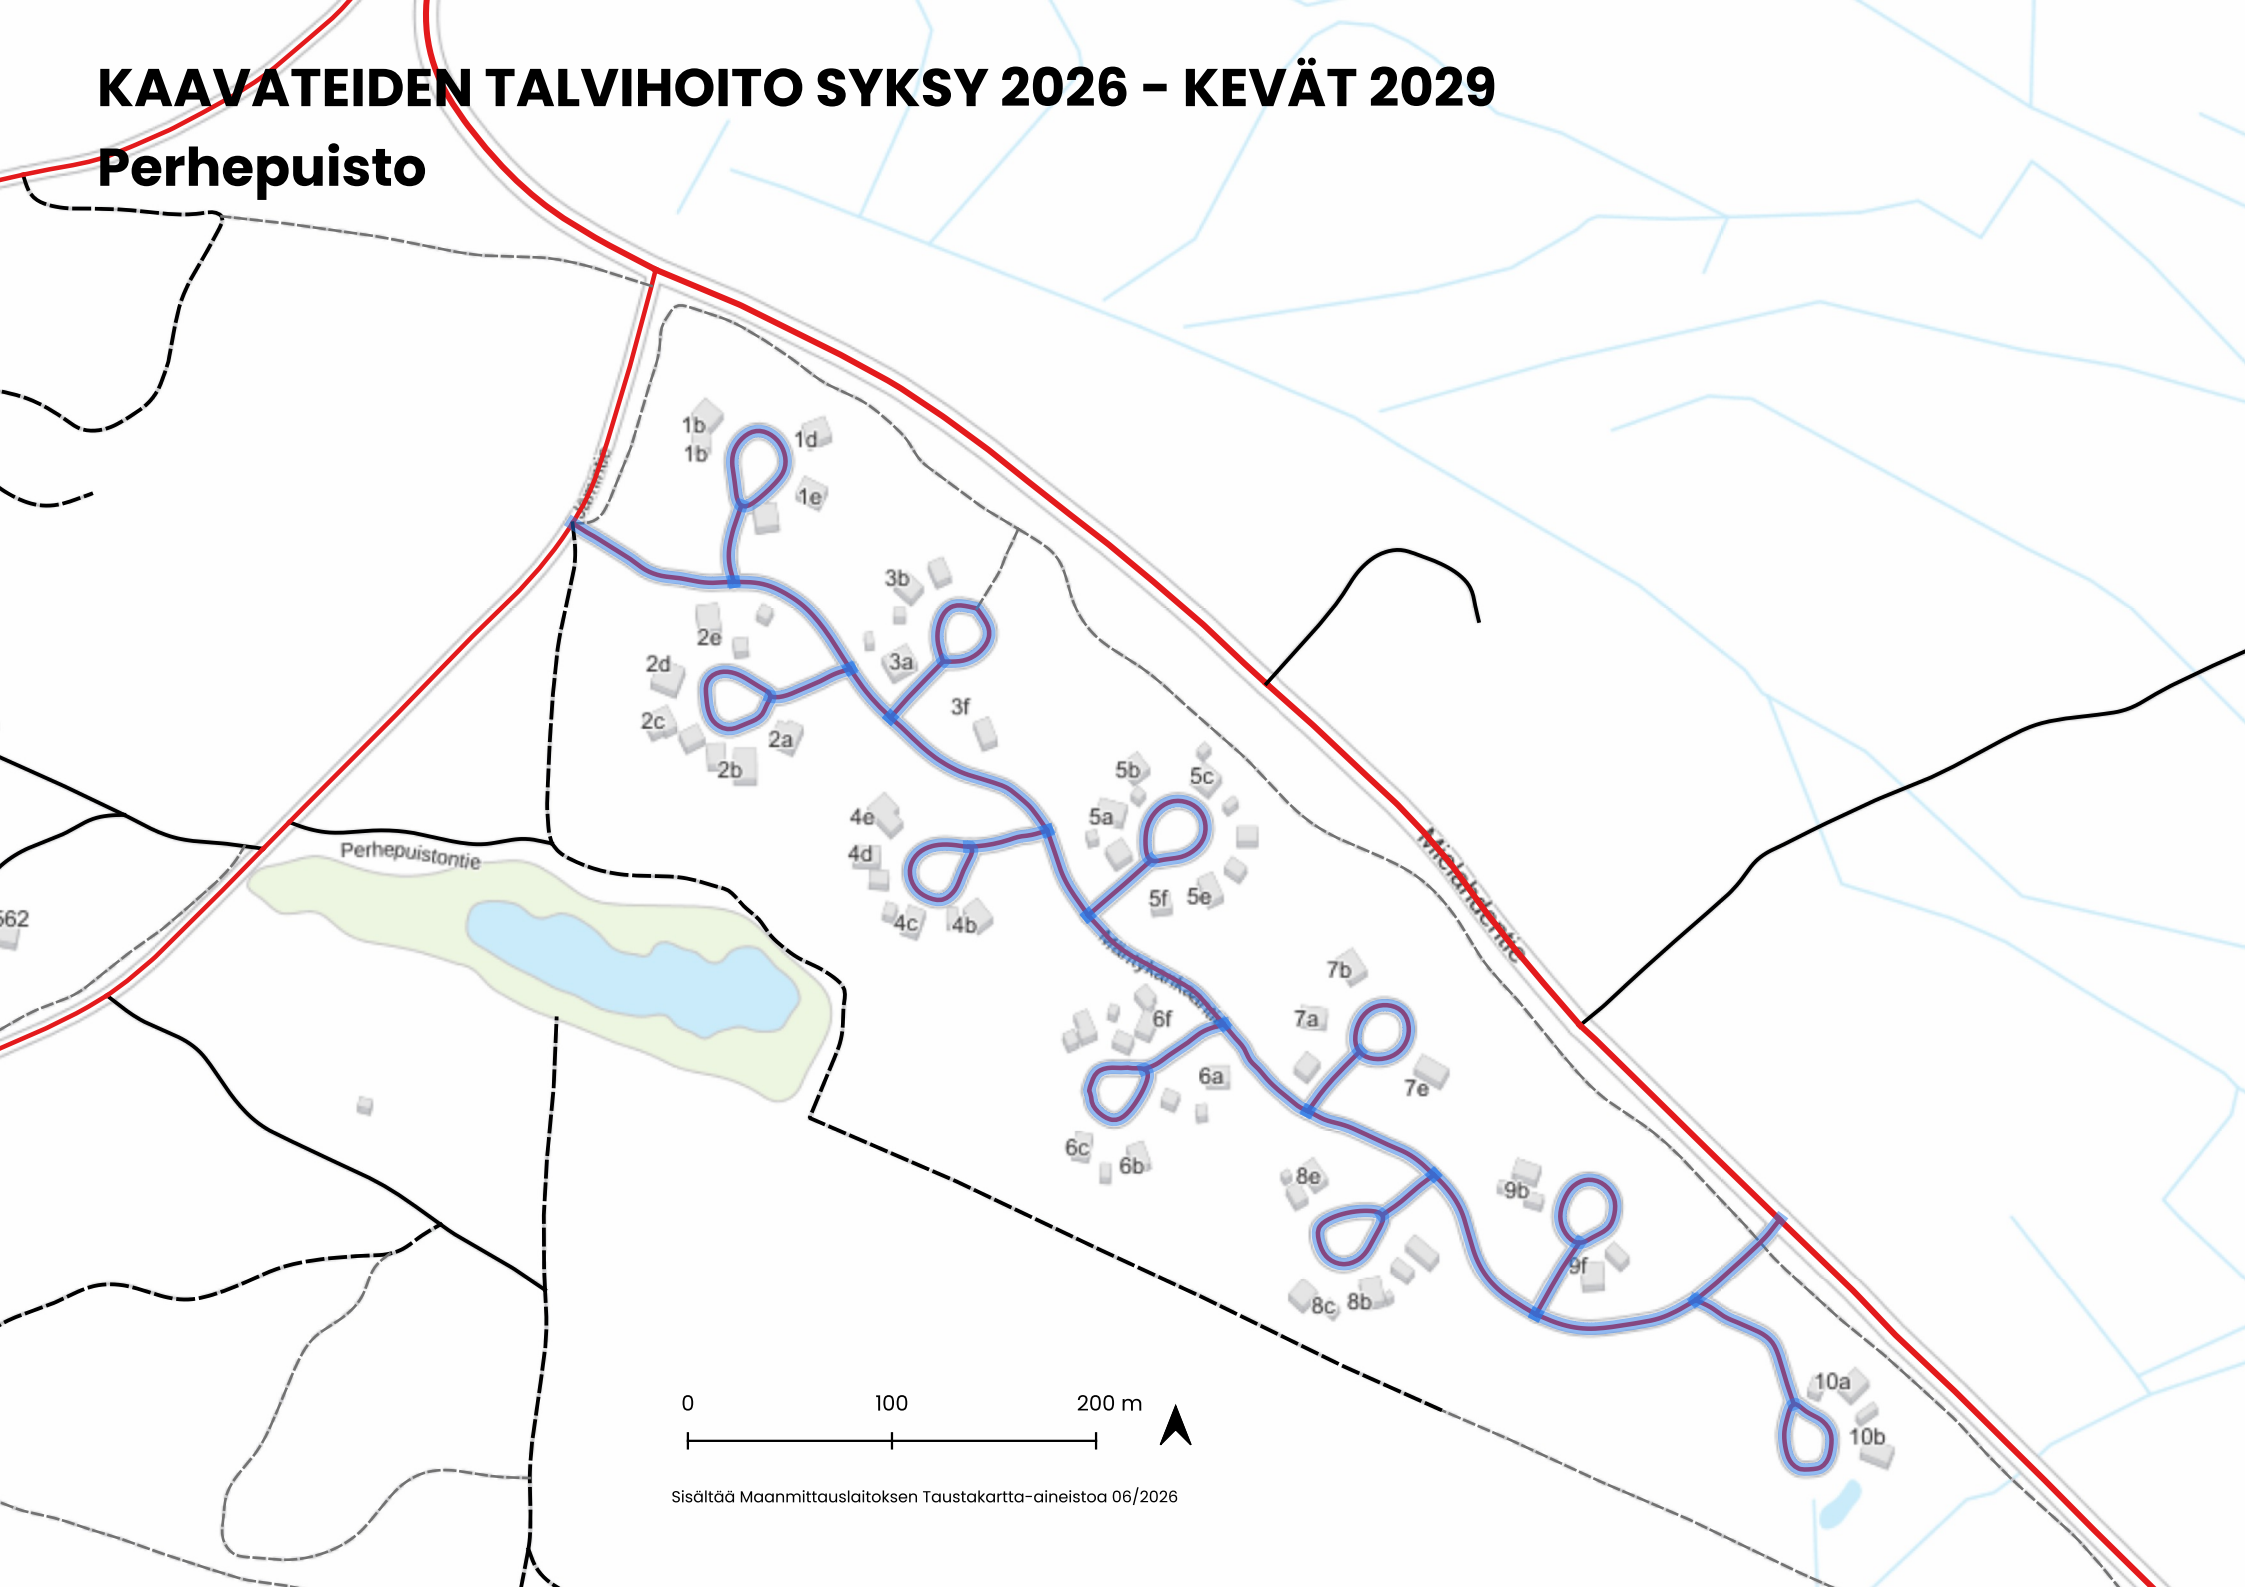 KAAVATEIDEN TALVIHOITO SYKSY 2026 - KEVÄT 2029
Perhepuisto
1b
1d
1b
1e
3b
2e
2d
3a
3f
2c
2a
2b
5b
5c
4e
5a
4d
Perhepuistontie
Mielahdentie
5f
5e
562
4c
4b
7b
6f
7a
6a
7e
6c
6b
8e
9b
9f
8c
8b
10a
10b
0
100
200 m
Sisältää Maanmittauslaitoksen Taustakartta-aineistoa 06/2026